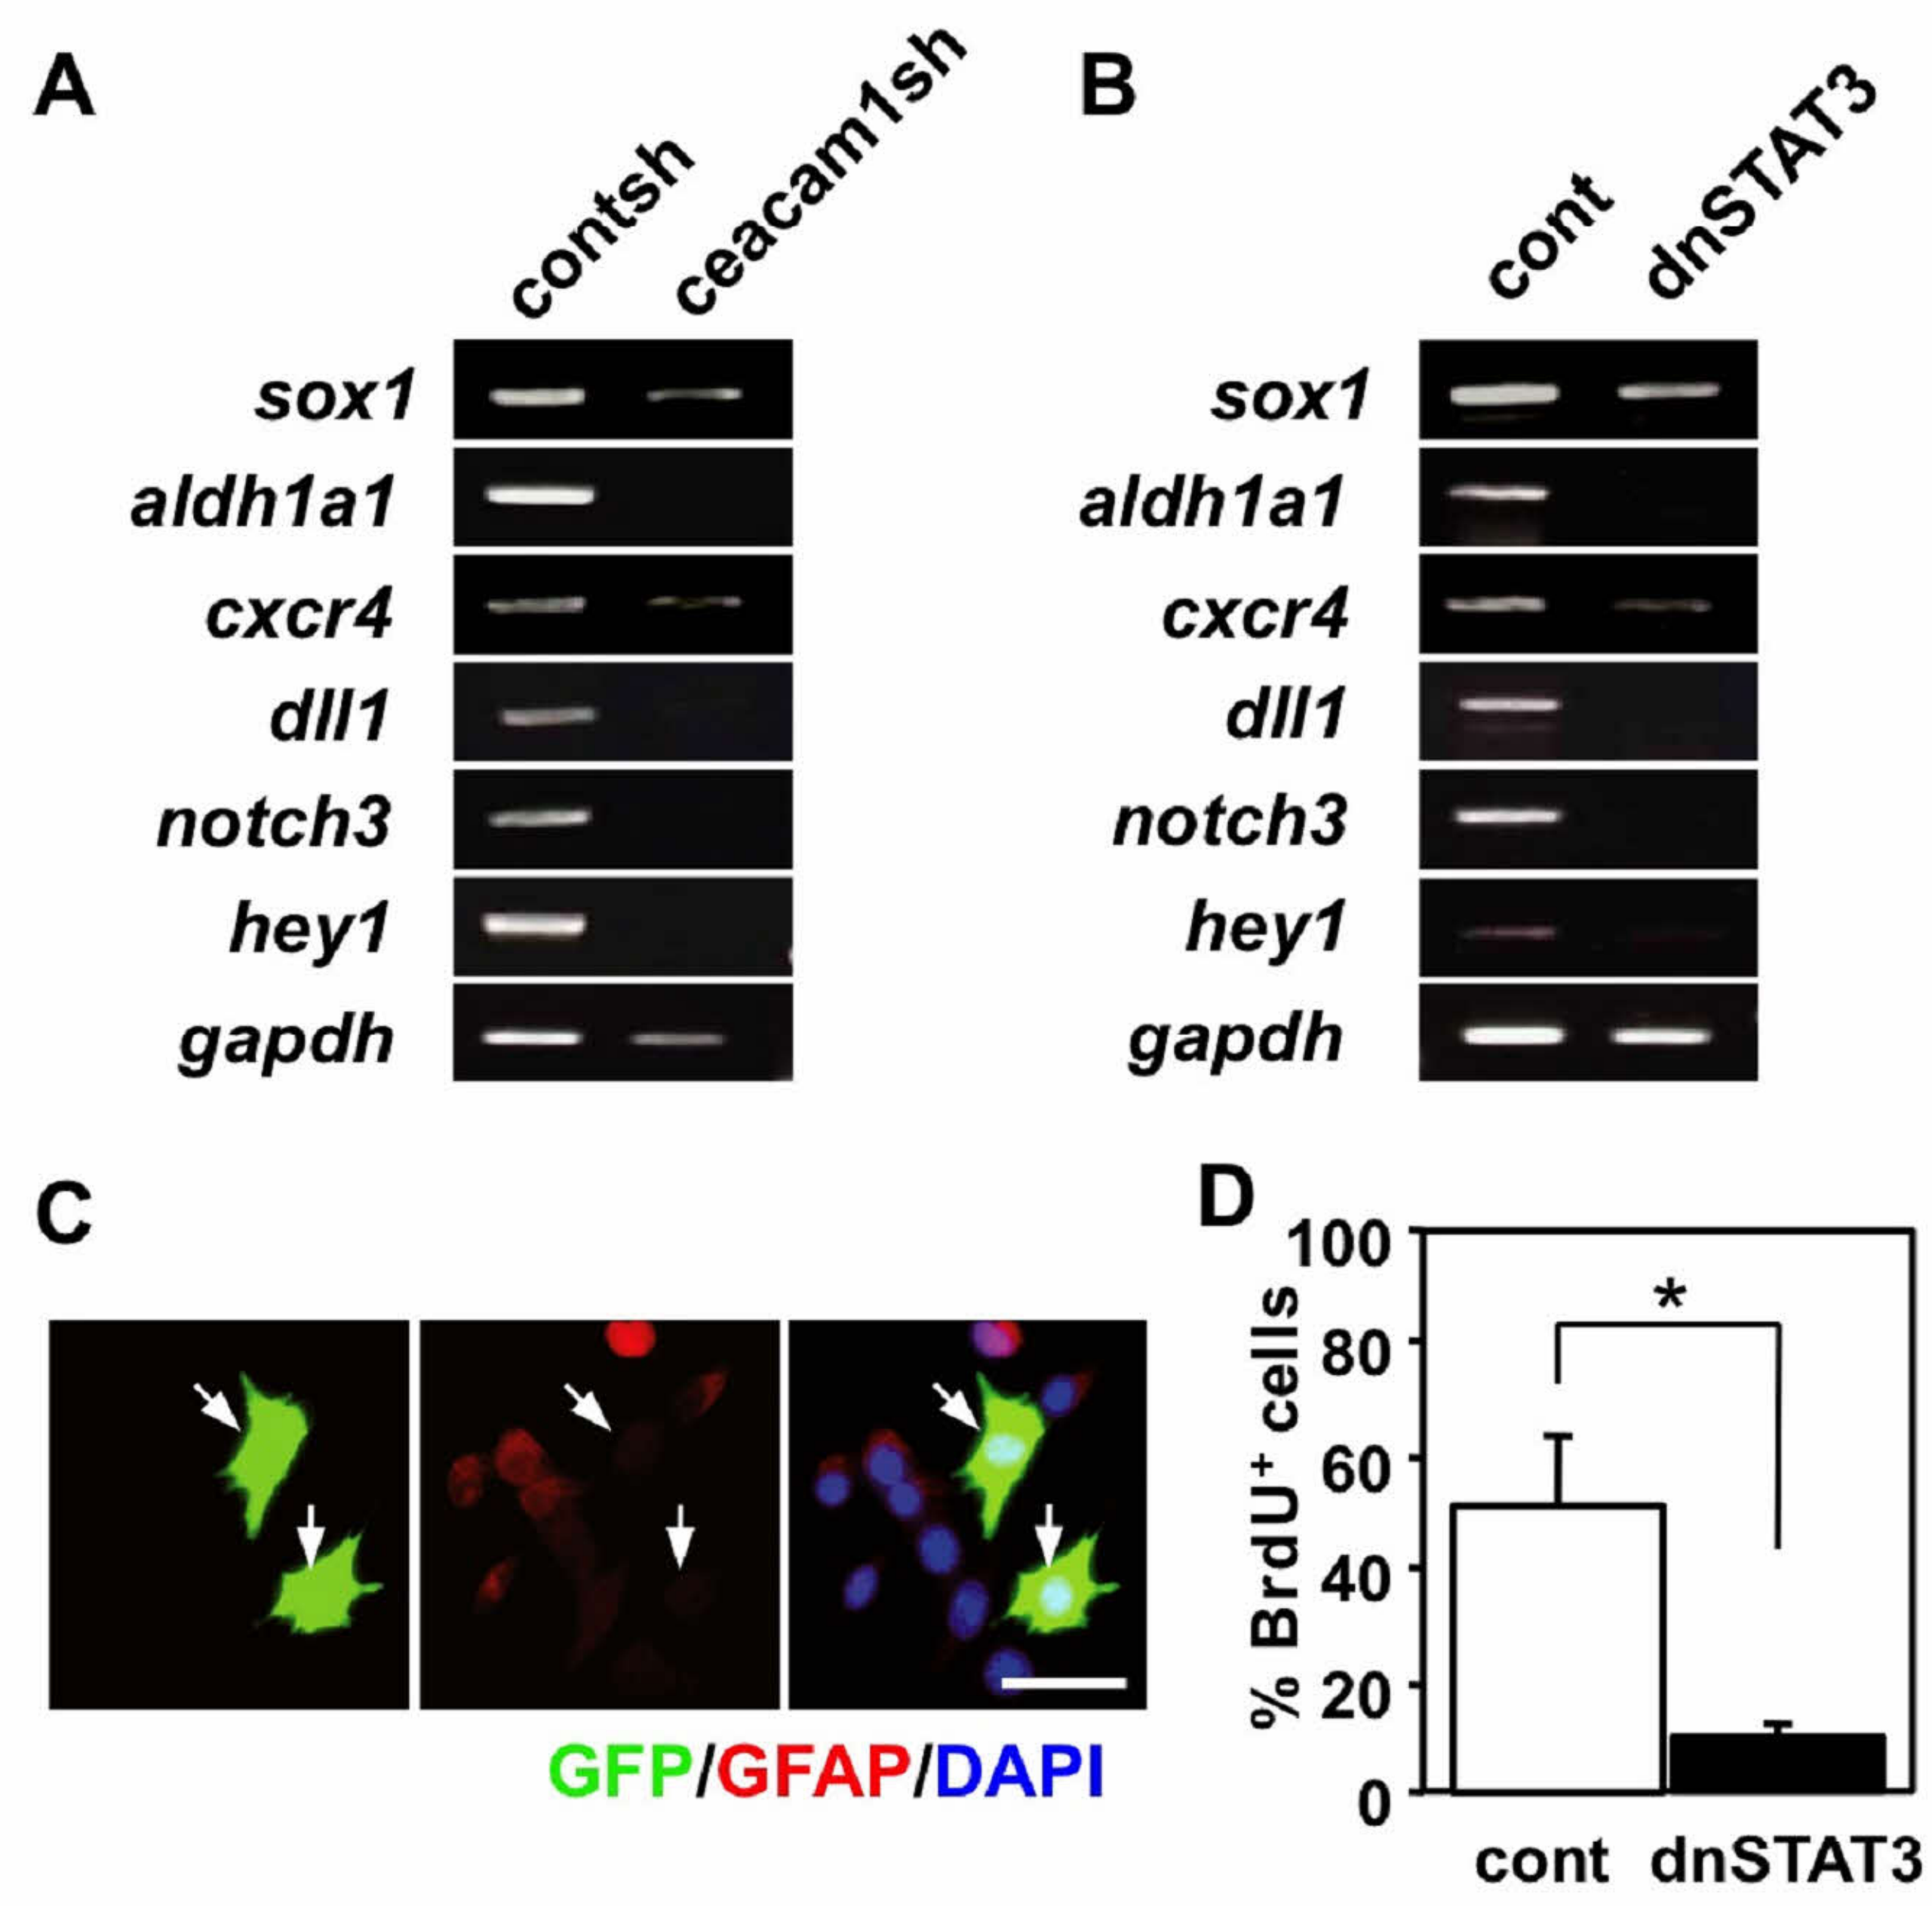 A
contsh
ceacam1sh
sox1
aldh1a1
cxcr4
dll1
notch3
hey1
gapdh
B
cont
dnSTAT3
sox1
aldh1a1
cxcr4
dll1
notch3
hey1
gapdh
C
GFP/GFAP/DAPI
D
% BrdU⁺ cells
100
80
60
40
20
0
*
cont dnSTAT3